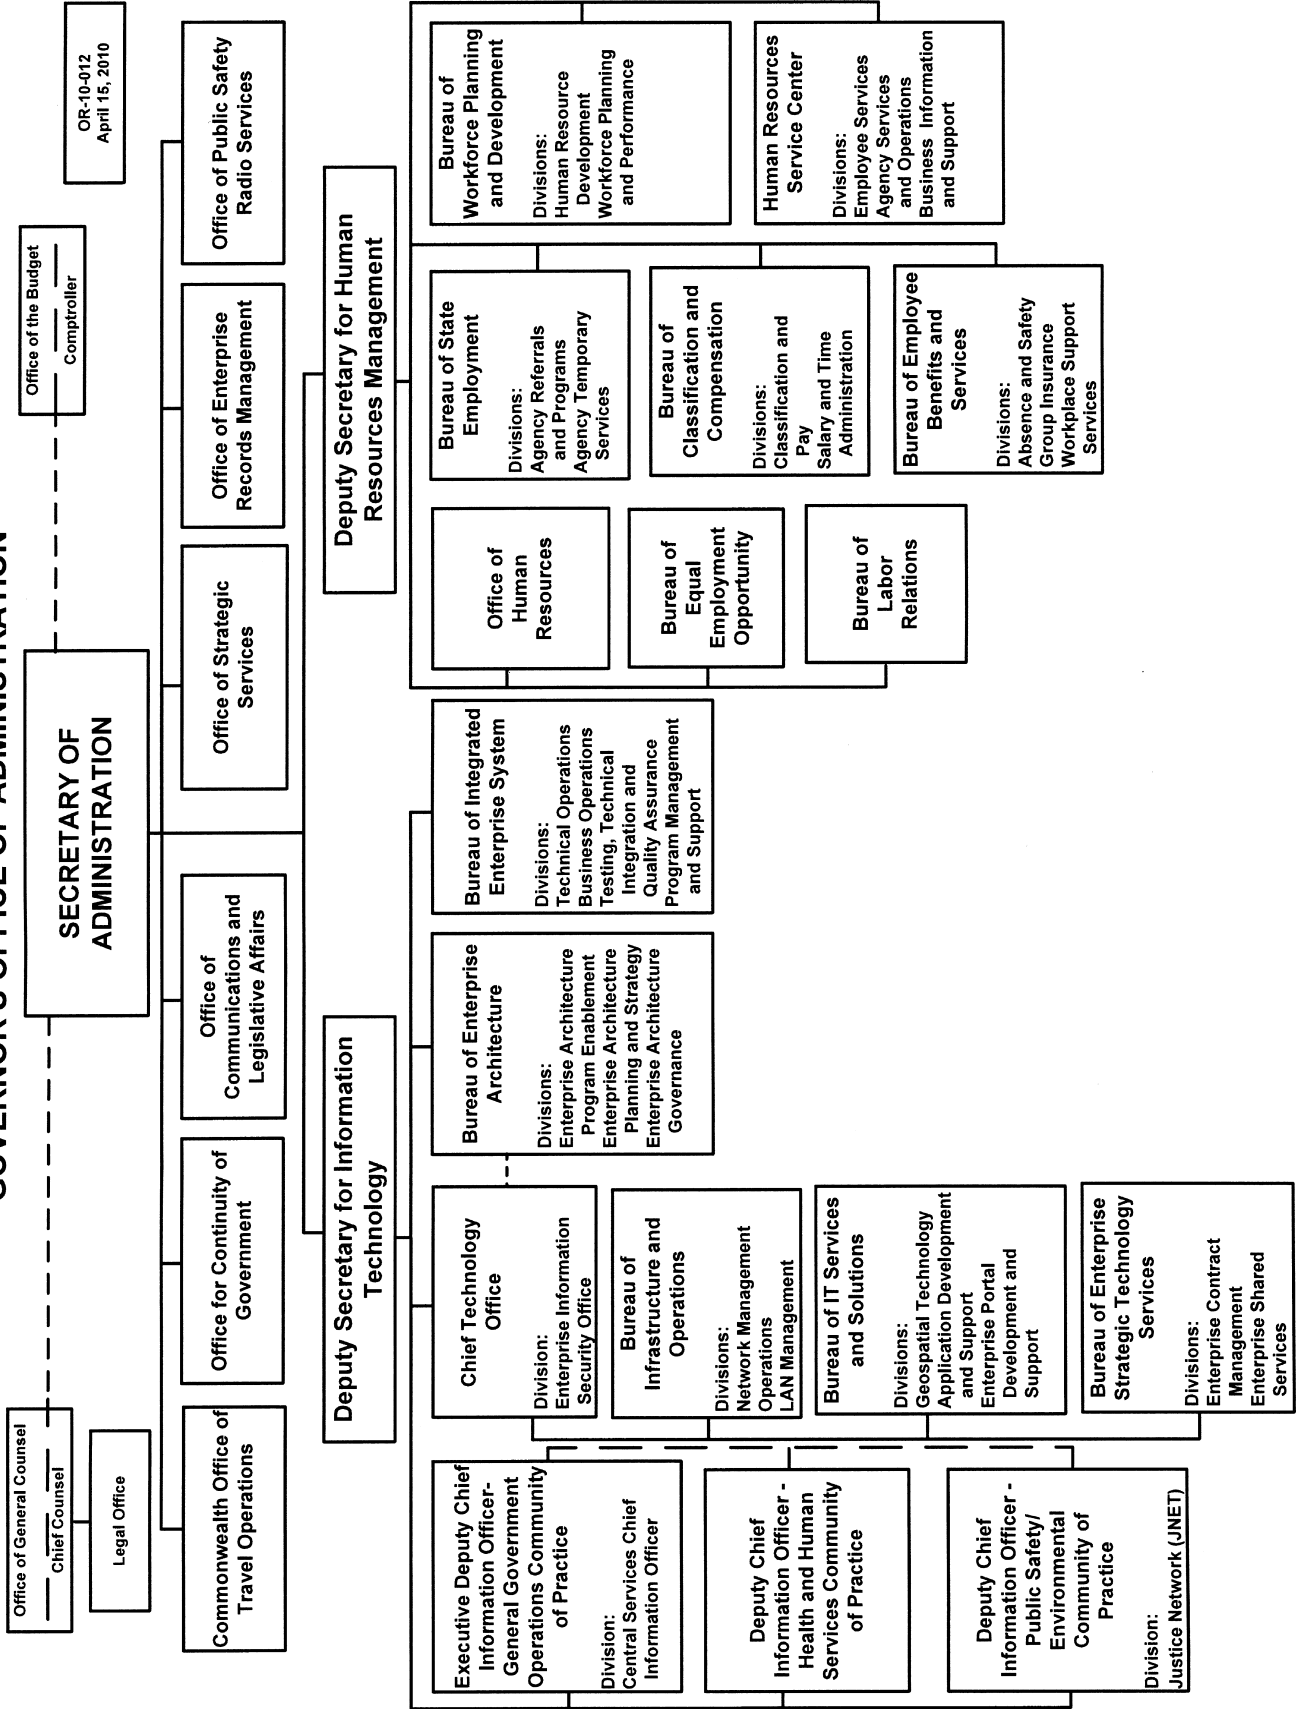 GOVERNOR'S OFFICE OF ADMINISTRATION
OR-10-012
April 15, 2010
Office of General Counsel
Chief Counsel
Legal Office
SECRETARY OF
ADMINISTRATION
Office of the Budget
Comptroller
Commonwealth Office of
Travel Operations
Office for Continuity of
Government
Office of
Communications and
Legislative Affairs
Office of Strategic
Services
Office of Enterprise
Records Management
Office of Public Safety
Radio Services
Deputy Secretary for Information
Technology
Deputy Secretary for Human
Resources Management
Executive Deputy Chief
Information Officer-
General Government
Operations Community
of Practice
Division:
Central Services Chief
Information Officer
Deputy Chief
Information Officer -
Health and Human
Services Community
of Practice
Deputy Chief
Information Officer -
Public Safety/
Environmental
Community of
Practice
Division:
Justice Network (JNET)
Chief Technology
Office
Division:
Enterprise Information
Security Office
Bureau of
Infrastructure and
Operations
Divisions:
Network Management
Operations
LAN Management
Bureau of IT Services
and Solutions
Divisions:
Geospatial Technology
Application Development
and Support
Enterprise Portal
Development and
Support
Bureau of Enterprise
Strategic Technology
Services
Divisions:
Enterprise Contract
Management
Enterprise Shared
Services
Bureau of Enterprise
Architecture
Divisions:
Enterprise Architecture
Program Enablement
Enterprise Architecture
Planning and Strategy
Enterprise Architecture
Governance
Bureau of Integrated
Enterprise System
Divisions:
Technical Operations
Business Operations
Testing, Technical
Integration and
Quality Assurance
Program Management
and Support
Office of
Human
Resources
Bureau of
Equal
Employment
Opportunity
Bureau of
Labor
Relations
Bureau of State
Employment
Divisions:
Agency Referrals
and Programs
Agency Temporary
Services
Bureau of
Classification and
Compensation
Divisions:
Classification and
Pay
Salary and Time
Administration
Bureau of Employee
Benefits and
Services
Divisions:
Absence and Safety
Group Insurance
Workplace Support
Services
Bureau of
Workforce Planning
and Development
Divisions:
Human Resource
Development
Workforce Planning
and Performance
Human Resources
Service Center
Divisions:
Employee Services
Agency Services
and Operations
Business Information
and Support